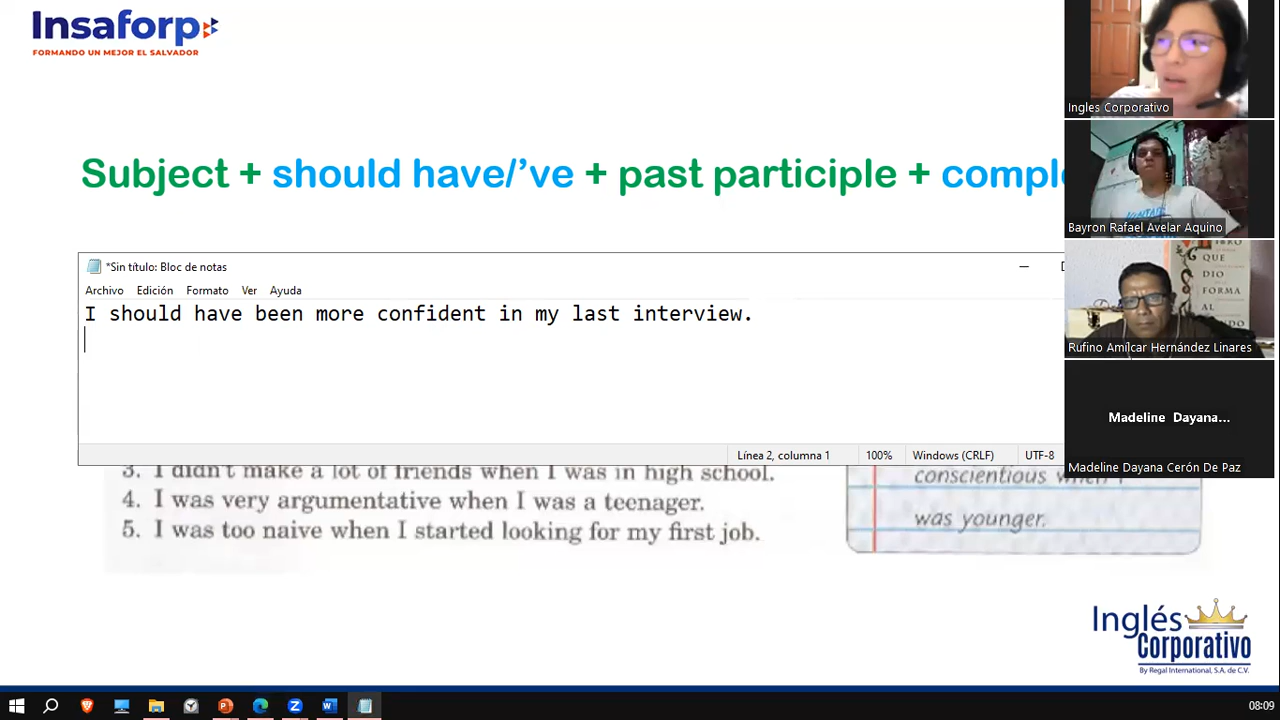 Insaforp
FORMANDO UN MEJOR EL SALVADOR
Subject + should have/'ve + past participle + comple
*Sin título: Bloc de notas
Archivo Edición Formato Ver Ayuda
I should have been more confident in my last interview.
Línea 2, columna 1 100% Windows (CRLF) UTF-8
3. I didn't make a lot of friends when I was in high school.
4. I was very argumentative when I was a teenager.
5. I was too naive when I started looking for my first job.
conscientious when I
was younger.
Ingles Corporativo
Bayron Rafael Avelar Aquino
QUE
DIO
FORMA
AL
Rufino Amílcar Hernández Linares
Madeline Dayana...
Madeline Dayana Cerón De Paz
Inglés
Corporativo
By Regal International, S.A. de C.V.
08:09